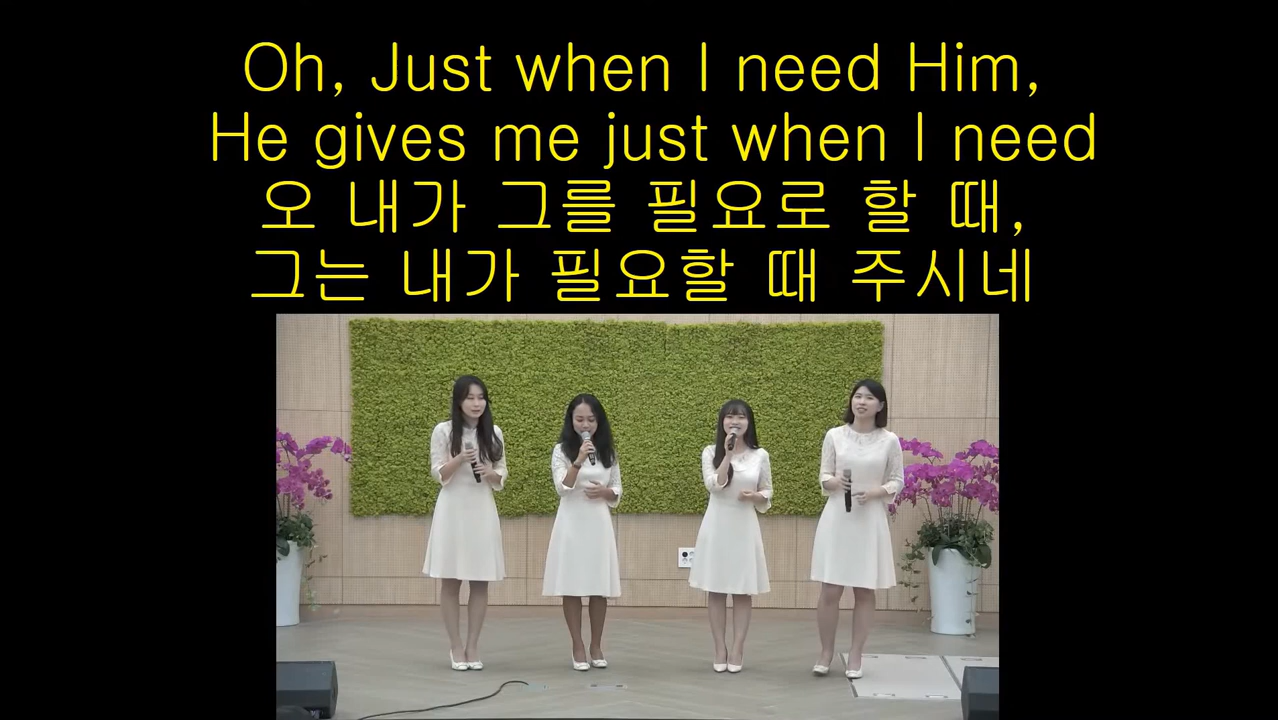 Oh, Just when I need Him,
He gives me just when I need
오 내가 그를 필요로 할 때,
그는 내가 필요할 때 주시네